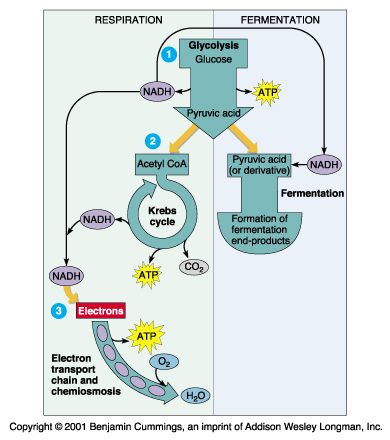 RESPIRATION
FERMENTATION
1
Glycolysis
Glucose
NADH
ATP
Pyruvic acid
2
Acetyl CoA
Pyruvic acid
(or derivative)
NADH
Fermentation
Krebs
cycle
NADH
Formation of
fermentation
end-products
ATP
CO2
NADH
3
Electrons
ATP
Electron
transport
chain and
chemiosmosis
O2
H2O
Copyright © 2001 Benjamin Cummings, an imprint of Addison Wesley Longman, Inc.